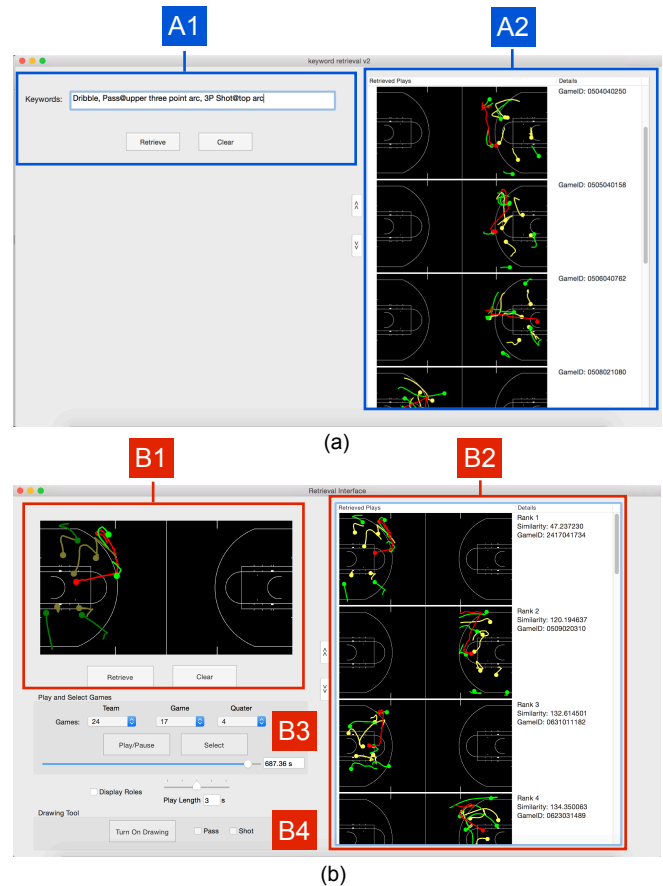 A1
A2
keyword retrieval v2
Keywords:
Dribble, Pass@upper three point arc, 3P Shot@top arc
Retrieve
Clear
Retrieved Plays
Details
GameID: 0504040250
GameID: 0505040158
GameID: 0506040762
GameID: 0508021080
<<
>>
(a)
B1
B2
Retrieval Interface
Retrieve
Clear
Play and Select Games
Team
Game
Quater
Games:
24
17
4
B3
Play/Pause
Select
687.36 s
Display Roles
Play Length
3
s
Drawing Tool
B4
Turn On Drawing
Pass
Shot
<<
>>
Retrieved Plays
Details
Rank 1
Similarity: 47.237230
GameID: 2417041734
Rank 2
Similarity: 120.194637
GameID: 0509020310
Rank 3
Similarity: 132.614501
GameID: 0631011182
Rank 4
Similarity: 134.350063
GameID: 0623031489
(b)